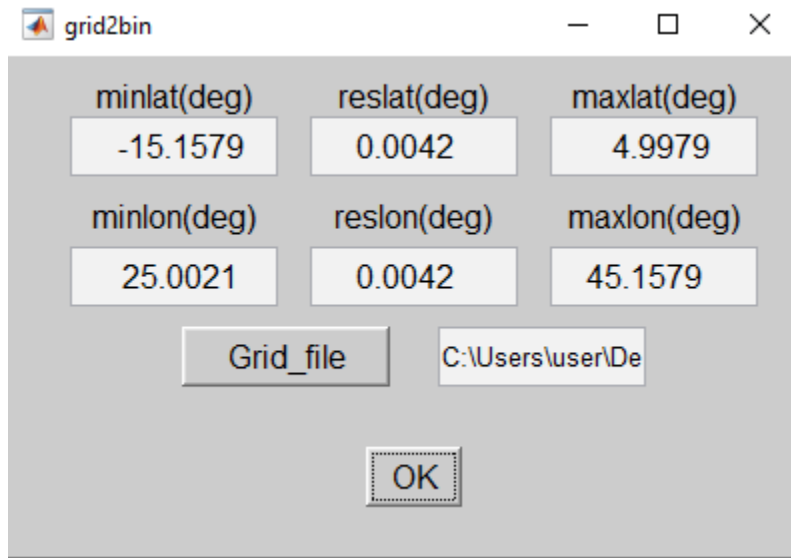 grid2bin
minlat(deg) reslat(deg) maxlat(deg)
-15.1579 0.0042 4.9979
minlon(deg) reslon(deg) maxlon(deg)
25.0021 0.0042 45.1579
Grid_file C:\Users\user\De
OK